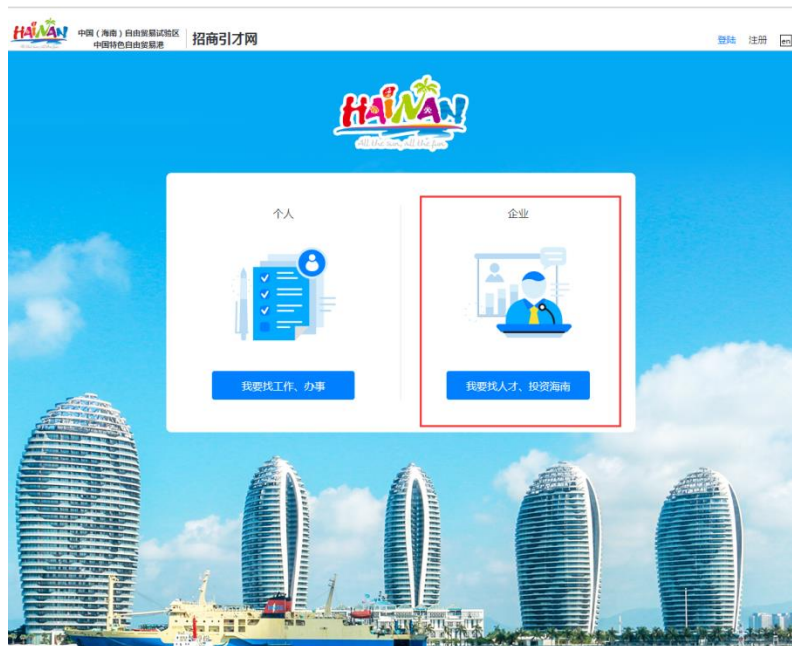 HAINAN
中国（海南）自由贸易试验区
中国特色自由贸易港
招商引才网
登陆 注册 en
HAINAN
All the sun, all the fun
个人
企业
我要找工作、办事
我要找人才、投资海南